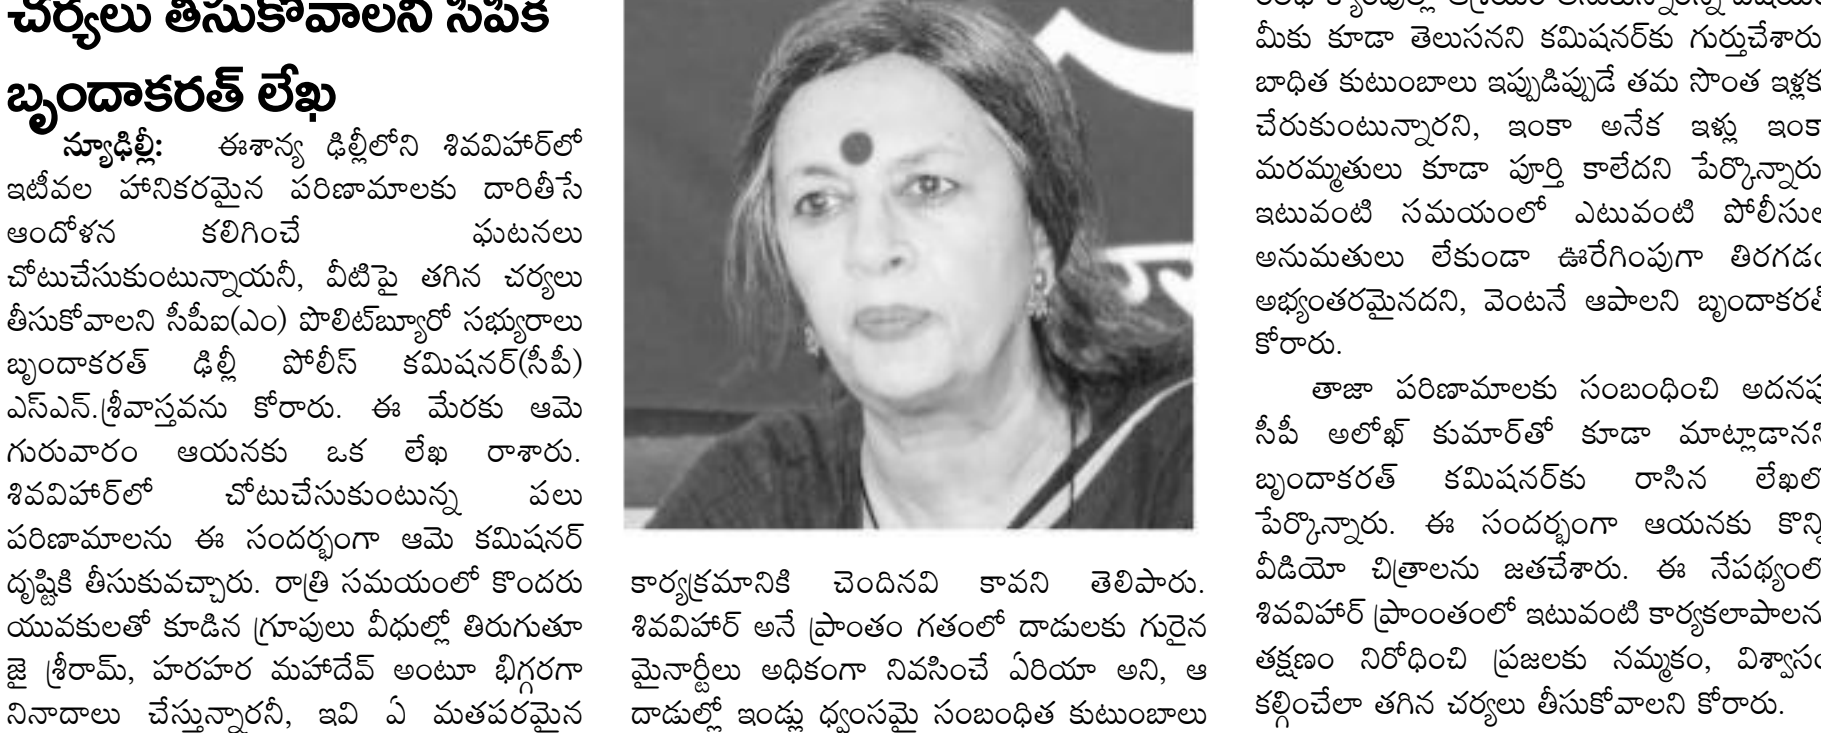 చర్యలు తీసుకోవాలని సీపీకి
బృందాకరత్ లేఖ
న్యూఢిల్లీ: ఈశాన్య ఢిల్లీలోని శివవిహార్‌లో
ఇటీవల హానికరమైన పరిణామాలకు దారితీసే
ఆందోళన కలిగించే ఘటనలు
చోటుచేసుకుంటున్నాయనీ, వీటిపై తగిన చర్యలు
తీసుకోవాలని సీపీఐ(ఎం) పొలిట్‌బ్యూరో సభ్యురాలు
బృందాకరత్ ఢిల్లీ పోలీస్ కమిషనర్(సీపీ)
ఎస్ఎన్.శ్రీవాస్తవను కోరారు. ఈ మేరకు ఆమె
గురువారం ఆయనకు ఒక లేఖ రాశారు.
శివవిహార్‌లో చోటుచేసుకుంటున్న పలు
పరిణామాలను ఈ సందర్భంగా ఆమె కమిషనర్
దృష్టికి తీసుకువచ్చారు. రాత్రి సమయంలో కొందరు
యువకులతో కూడిన గ్రూపులు వీధుల్లో తిరుగుతూ
జై శ్రీరామ్, హరహర మహాదేవ్ అంటూ భిగ్గరగా
నినాదాలు చేస్తున్నారనీ, ఇవి ఏ మతపరమైన
కార్యక్రమానికి చెందినవి కావని తెలిపారు.
శివవిహార్ అనే ప్రాంతం గతంలో దాడులకు గురైన
మైనార్టీలు అధికంగా నివసించే ఏరియా అని, ఆ
దాడుల్లో ఇండ్లు ధ్వంసమై సంబంధిత కుటుంబాలు
మీకు కూడా తెలుసనని కమిషనర్‌కు గుర్తుచేశారు
బాధిత కుటుంబాలు ఇప్పుడిప్పుడే తమ సొంత ఇళ్లకు
చేరుకుంటున్నారని, ఇంకా అనేక ఇళ్లు ఇంకా
మరమ్మతులు కూడా పూర్తి కాలేదని పేర్కొన్నారు
ఇటువంటి సమయంలో ఎటువంటి పోలీసుల
అనుమతులు లేకుండా ఊరేగింపుగా తిరగడం
అభ్యంతరమైనదని, వెంటనే ఆపాలని బృందాకరత్
కోరారు.
తాజా పరిణామాలకు సంబంధించి అదనపు
సీపీ అలోఖ్ కుమార్‌తో కూడా మాట్లాడానని
బృందాకరత్ కమిషనర్‌కు రాసిన లేఖలో
పేర్కొన్నారు. ఈ సందర్భంగా ఆయనకు కొన్ని
వీడియో చిత్రాలను జతచేశారు. ఈ నేపథ్యంలో
శివవిహార్ ప్రాంంతంలో ఇటువంటి కార్యకలాపాలను
తక్షణం నిరోధించి ప్రజలకు నమ్మకం, విశ్వాసం
కల్గించేలా తగిన చర్యలు తీసుకోవాలని కోరారు.